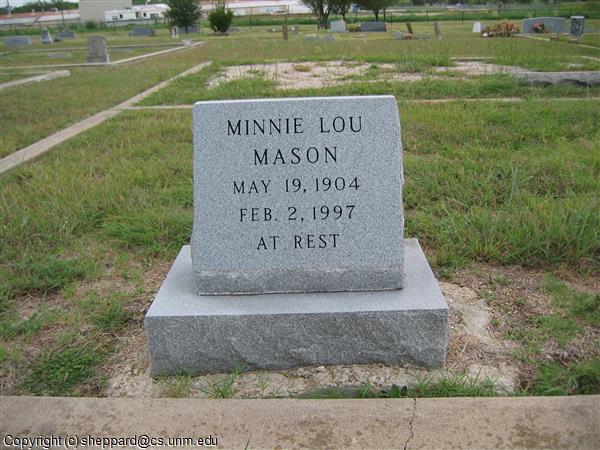 MINNIE LOU
MASON
MAY 19, 1904
FEB. 2, 1997
AT REST
Copyright (c) sheppard@cs.unm.edu